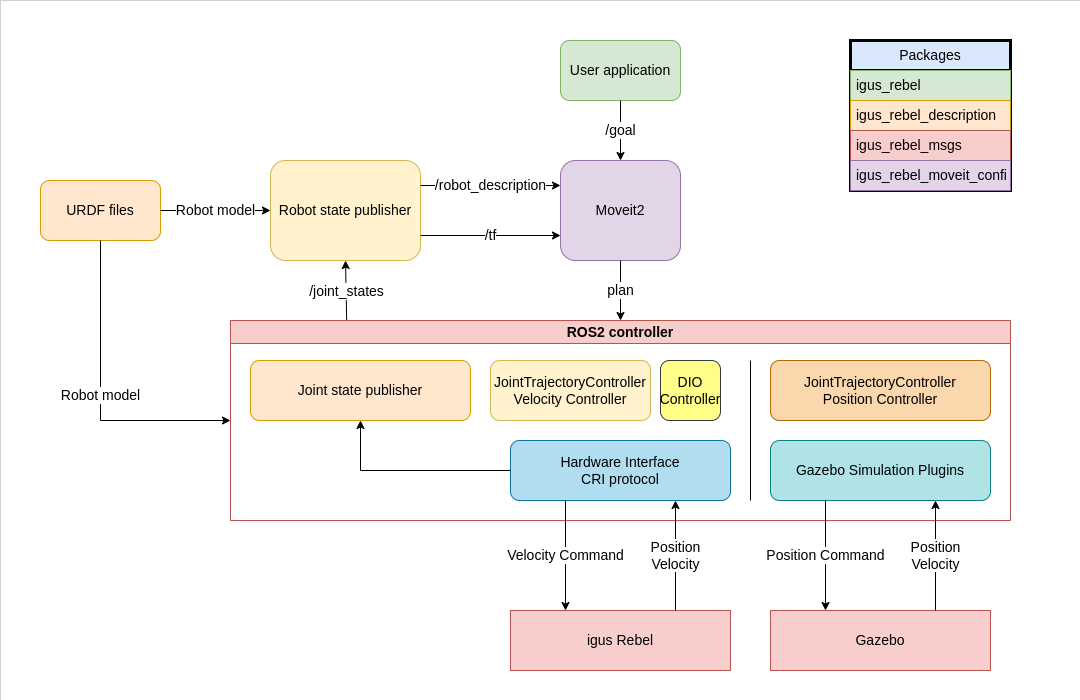 User application
Packages
igus_rebel
igus_rebel_description
igus_rebel_msgs
igus_rebel_moveit_confi
/goal
URDF files
Robot model
Robot state publisher
/robot_description
/tf
Moveit2
/joint_states
plan
ROS2 controller
Robot model
Joint state publisher
JointTrajectoryController
Velocity Controller
DIO
Controller
JointTrajectoryController
Position Controller
Hardware Interface
CRI protocol
Gazebo Simulation Plugins
Velocity Command
Position
Velocity
Position Command
Position
Velocity
igus Rebel
Gazebo